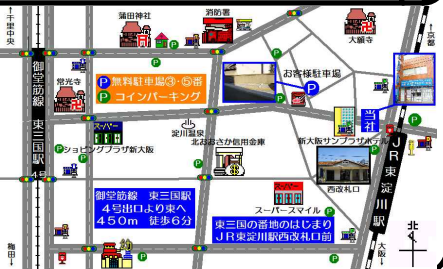 ↑千里中央
蒲田神社
消防署
大願寺
↑京都
御堂筋線 東三国駅
4号
常光寺
P 無料駐車場③・⑤番
P コインパーキング
お客様駐車場
P
当社
スーパー
ショッピングプラザ新大阪
淀川温泉
北おおさか信用金庫
新大阪サンプラザホテル
JR東淀川駅
西改札口
御堂筋線 東三国駅
4号出口より東へ
450m 徒歩6分
スーパー
スーパースマイル
東三国の番地のはじまり
JR東淀川駅西改札口前
梅田↓
大阪↓
北